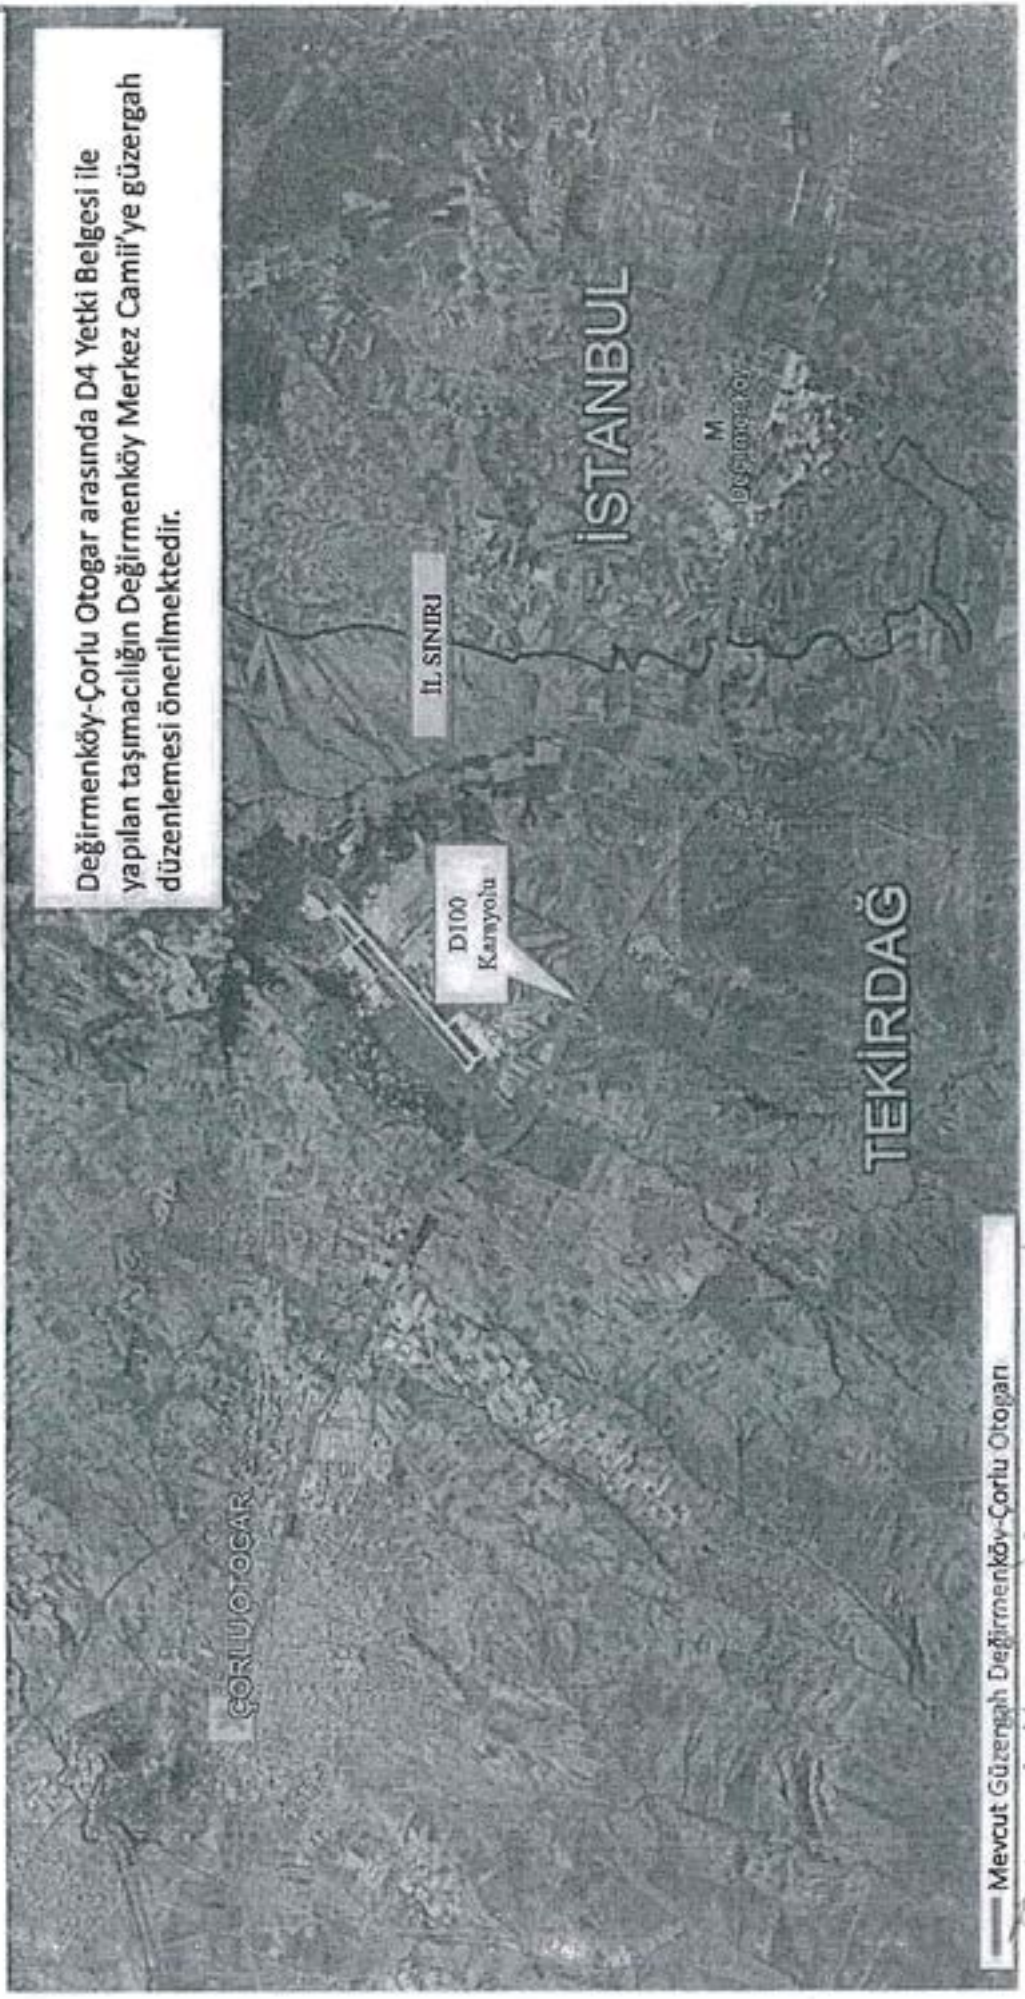 Değirmenköy-Çorlu Otogar arasında D4 Yetki Belgesi ile
yapılan taşımacılığın Değirmenköy Merkez Camii'ye güzergah
düzenlemesi önerilmektedir.
İL SINIRI
İSTANBUL
M
Değirmenköy
D100
Karayolu
TEKİRDAĞ
ÇORLU OTOGAR
Mevcut Güzergah Değirmenköy-Çorlu Otogarı